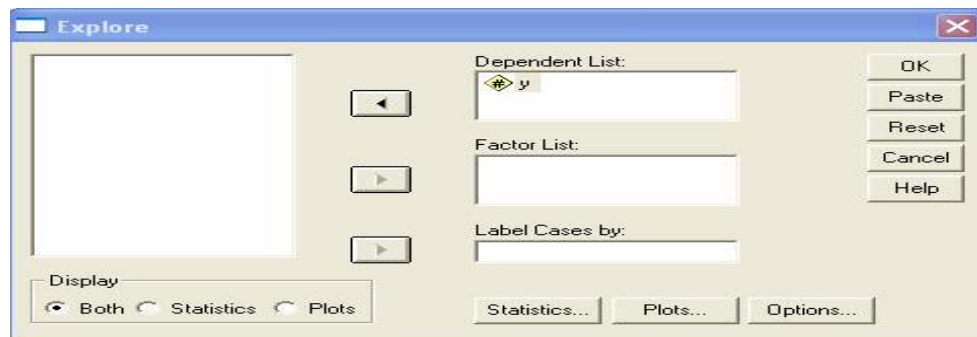 Explore
Dependent List:
# y
Factor List:
Label Cases by:
Display
Both Statistics Plots
Statistics... Plots... Options...
OK
Paste
Reset
Cancel
Help